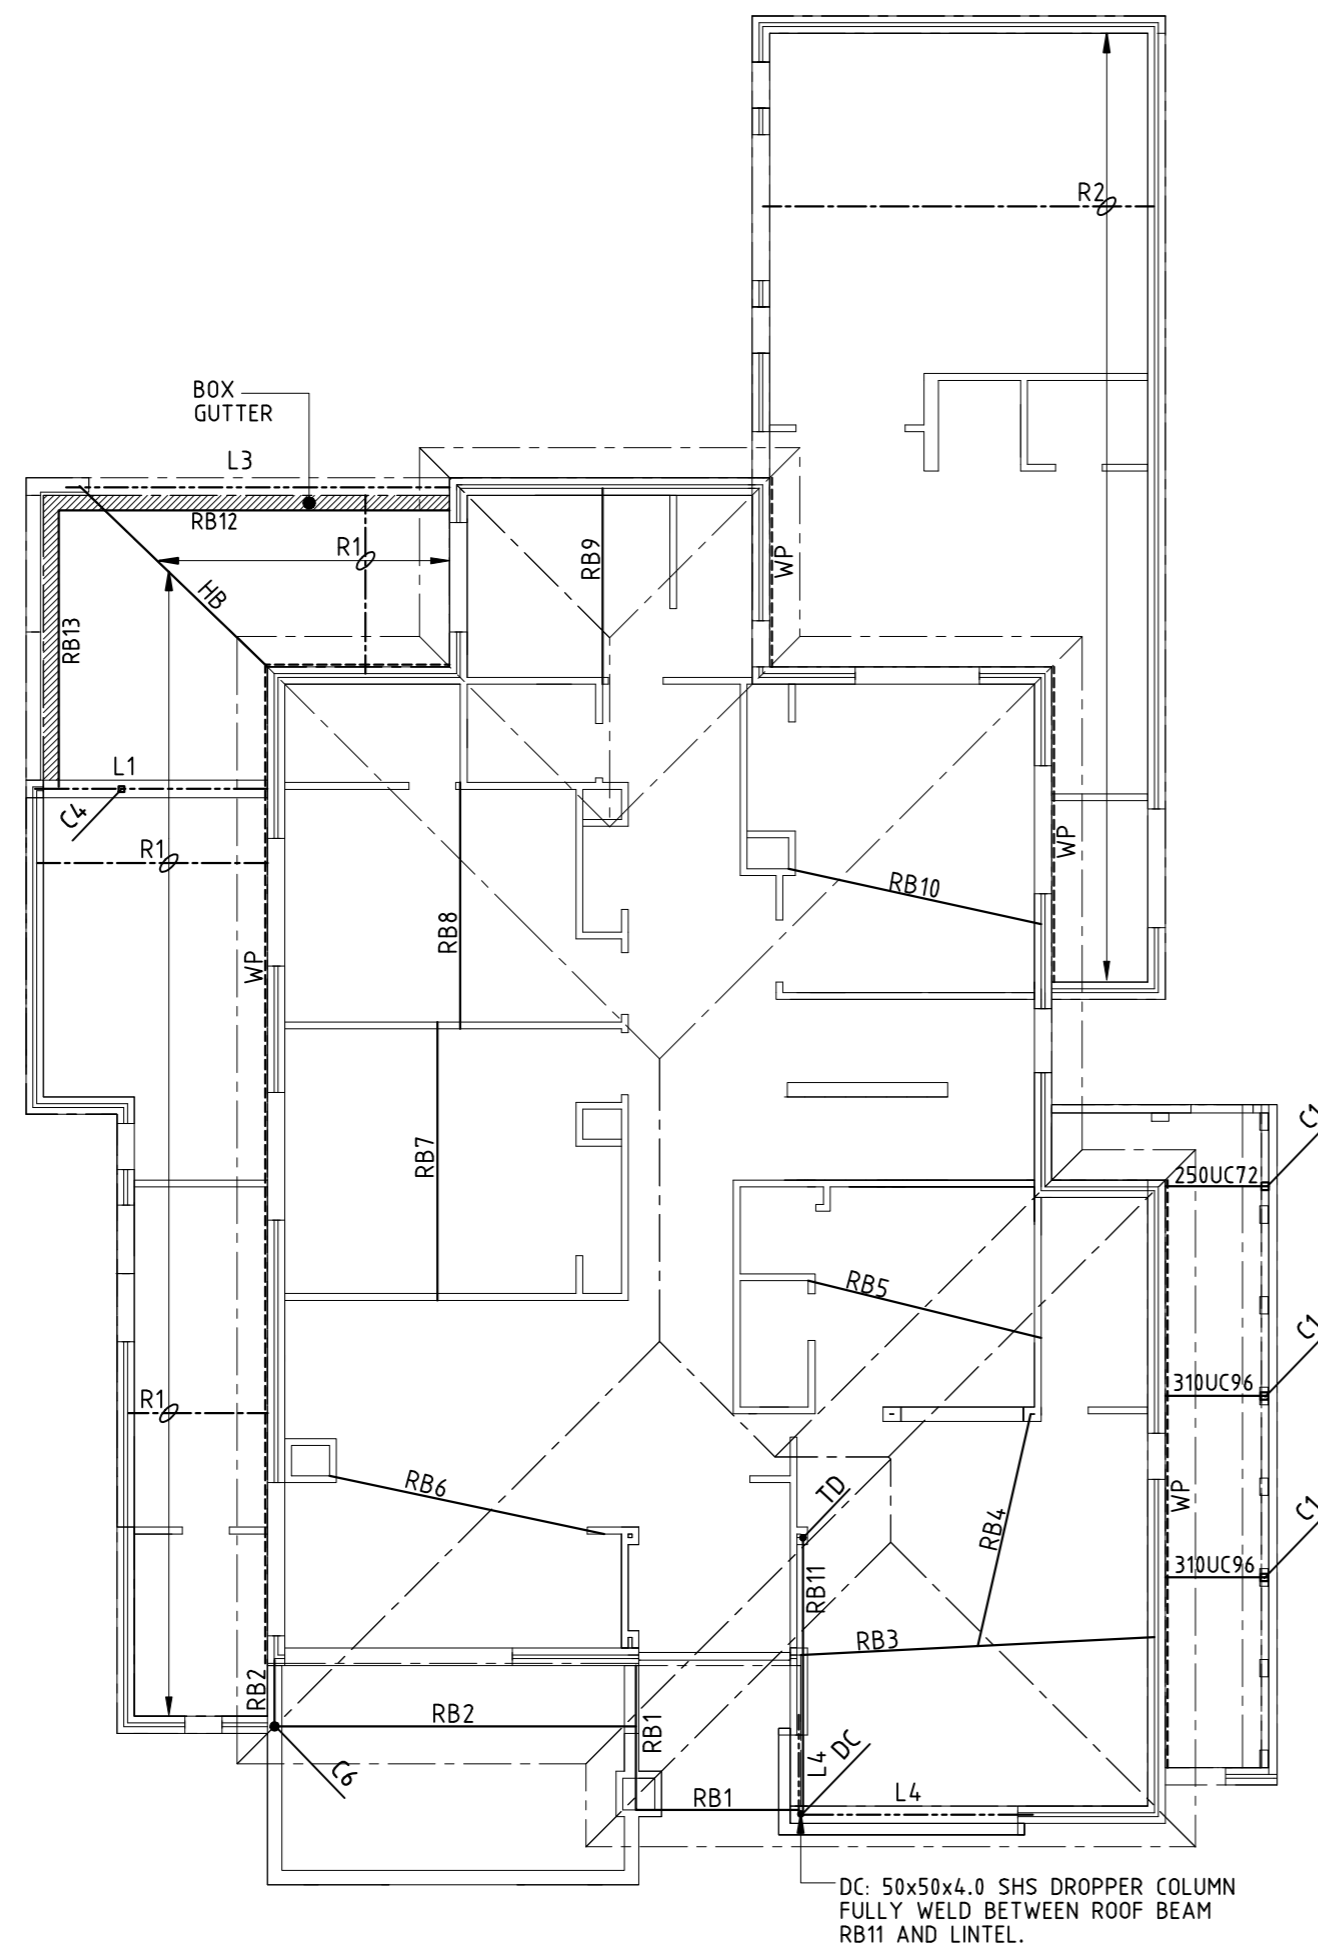 R2
BOX
GUTTER
L3
RB12
R1
RB9
WP
HB
RB13
L1
C4
R1
WP
RB10
RB8
WP
C1
RB7
250UC72
RB5
C1
310UC96
R1
RB6
TD
RB4
WP
C1
310UC96
RB11
RB3
RB2
RB2
RB1
C6
L4
DC
RB1
L4
DC: 50x50x4.0 SHS DROPPER COLUMN
FULLY WELD BETWEEN ROOF BEAM
RB11 AND LINTEL.